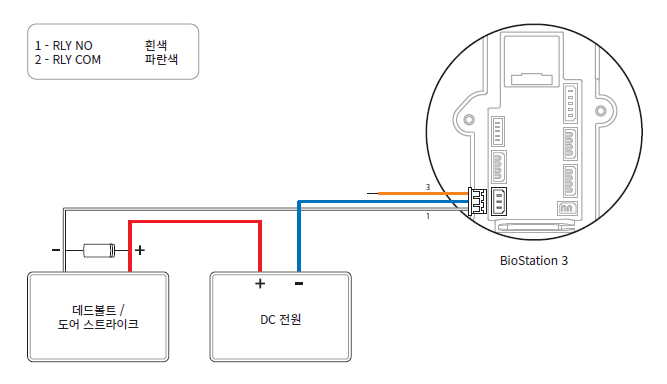 1 - RLY NO 흰색
2 - RLY COM 파란색
3
1
BioStation 3
- +
+ -
데드볼트 /
도어 스트라이크
DC 전원